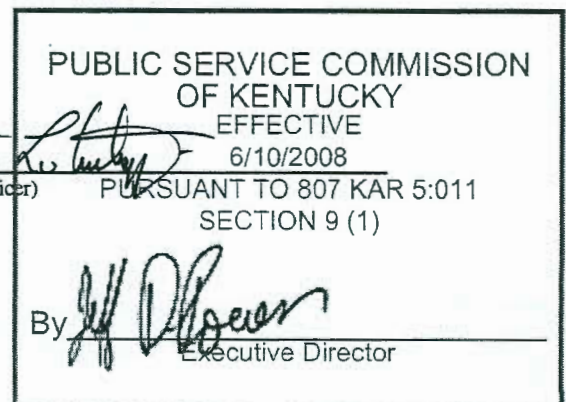 PUBLIC SERVICE COMMISSION
OF KENTUCKY
EFFECTIVE
6/10/2008
PURSUANT TO 807 KAR 5:011
SECTION 9 (1)
By
Executive Director